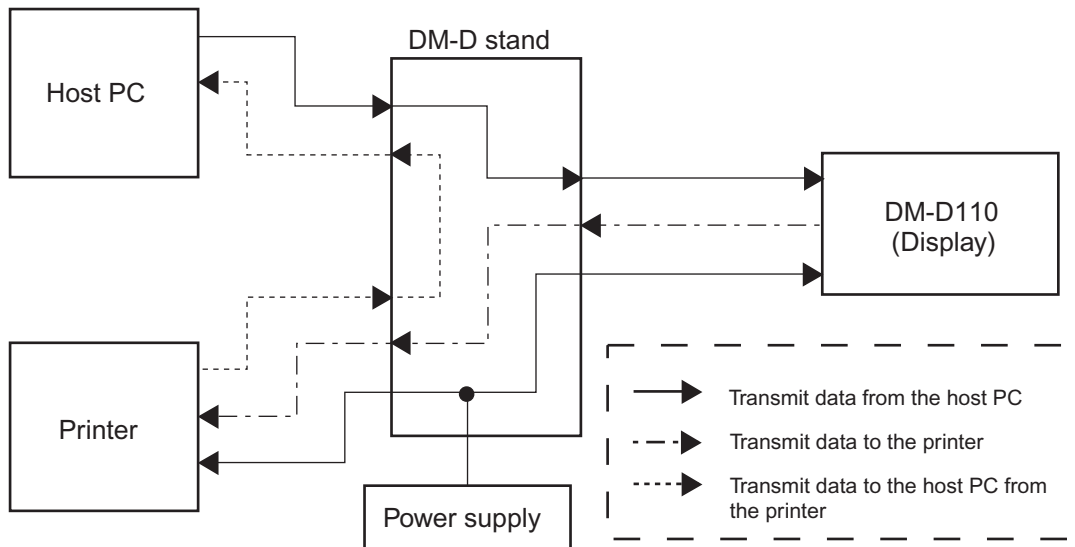 DM-D stand
Host PC
DM-D110
(Display)
Printer
Power supply
Transmit data from the host PC
Transmit data to the printer
Transmit data to the host PC from
the printer